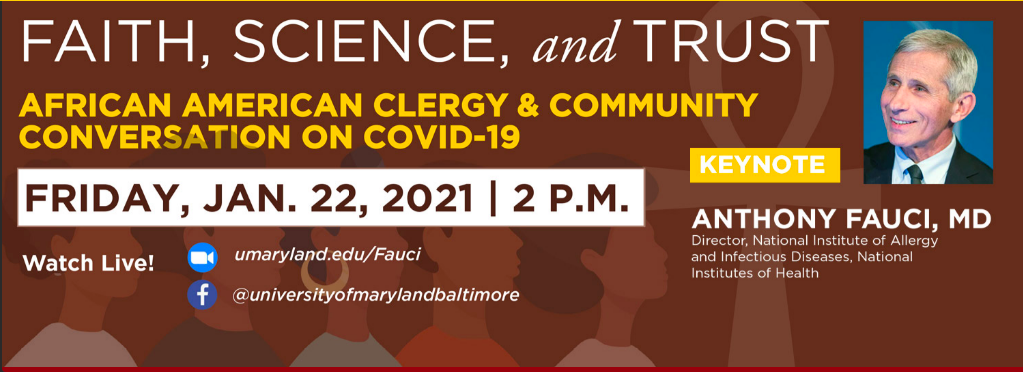 FAITH, SCIENCE, and TRUST
AFRICAN AMERICAN CLERGY & COMMUNITY
CONVERSATION ON COVID-19
FRIDAY, JAN. 22, 2021 | 2 P.M.
Watch Live!
umaryland.edu/Fauci
@universityofmarylandbaltimore
KEYNOTE
ANTHONY FAUCI, MD
Director, National Institute of Allergy
and Infectious Diseases, National
Institutes of Health